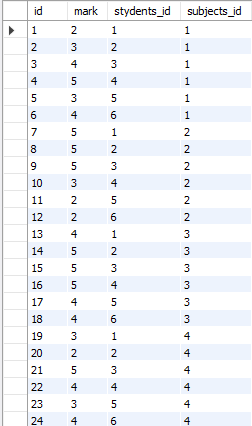 id mark stydents_id subjects_id
1 2 1 1
2 3 2 1
3 4 3 1
4 5 4 1
5 3 5 1
6 4 6 1
7 5 1 2
8 5 2 2
9 5 3 2
10 3 4 2
11 2 5 2
12 2 6 2
13 4 1 3
14 5 2 3
15 5 3 3
16 5 4 3
17 4 5 3
18 4 6 3
19 3 1 4
20 2 2 4
21 5 3 4
22 4 4 4
23 3 5 4
24 4 6 4